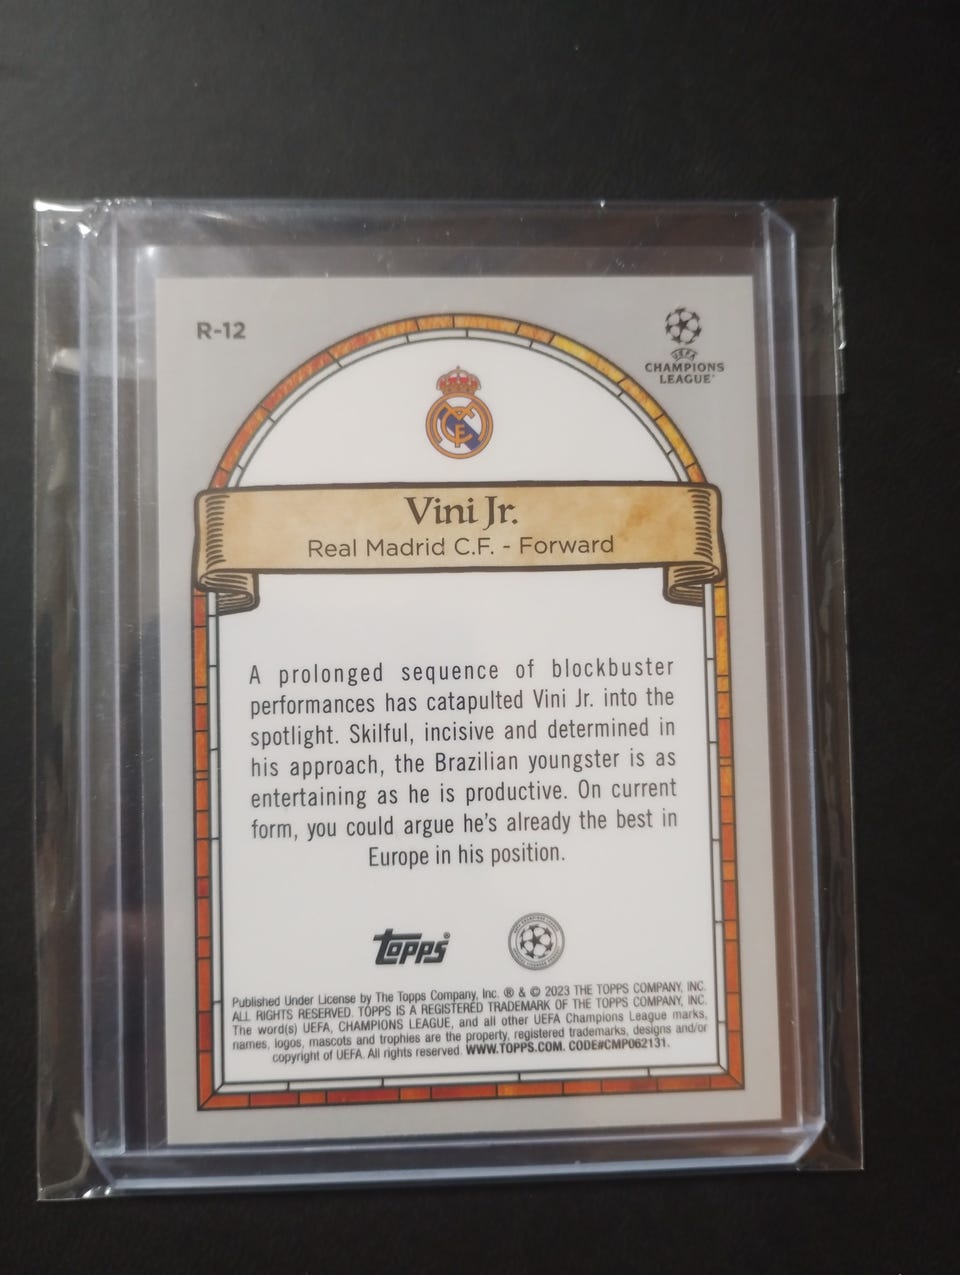 R-12
UEFA
CHAMPIONS
LEAGUE
Vini Jr.
Real Madrid C.F. - Forward
A prolonged sequence of blockbuster
performances has catapulted Vini Jr. into the
spotlight. Skilful, incisive and determined in
his approach, the Brazilian youngster is as
entertaining as he is productive. On current
form, you could argue he's already the best in
Europe in his position.
Topps
Published Under License by The Topps Company, Inc. ® & © 2023 THE TOPPS COMPANY, INC.
ALL RIGHTS RESERVED. TOPPS IS A REGISTERED TRADEMARK OF THE TOPPS COMPANY, INC.
The word(s) UEFA, CHAMPIONS LEAGUE, and all other UEFA Champions League marks,
names, logos, mascots and trophies are the property, registered trademarks, designs and/or
copyright of UEFA. All rights reserved. WWW.TOPPS.COM. CODE#CMP062131.